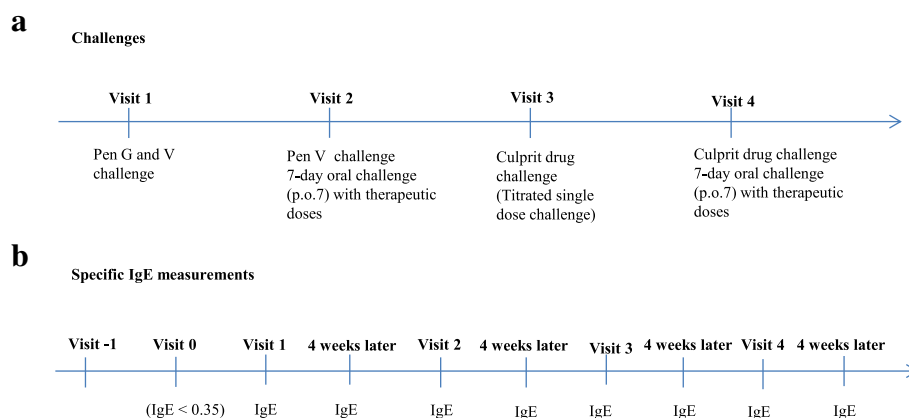 a
Challenges
Visit 1 Visit 2 Visit 3 Visit 4
Pen G and V
challenge
Pen V challenge
7-day oral challenge
(p.o.7) with therapeutic
doses
Culprit drug
challenge
(Titrated single
dose challenge)
Culprit drug challenge
7-day oral challenge
(p.o.7) with therapeutic
doses
b
Specific IgE measurements
Visit -1 Visit 0 Visit 1 4 weeks later Visit 2 4 weeks later Visit 3 4 weeks later Visit 4 4 weeks later
(IgE < 0.35) IgE IgE IgE IgE IgE IgE IgE IgE